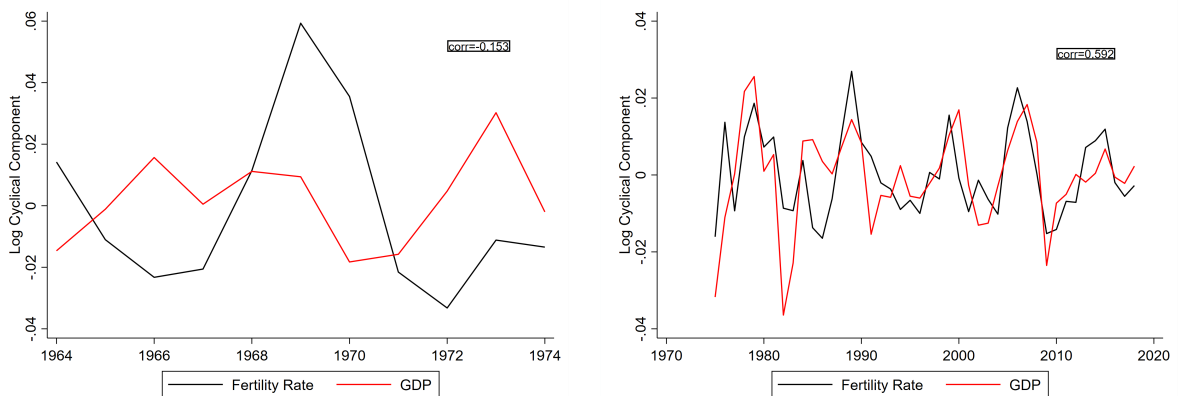 Log Cyclical Component
.06
.04
.02
0
-.02
-.04
corr=-0.153
1964 1966 1968 1970 1972 1974
Fertility Rate GDP
Log Cyclical Component
.04
.02
0
-.02
-.04
corr=0.592
1970 1980 1990 2000 2010 2020
Fertility Rate GDP